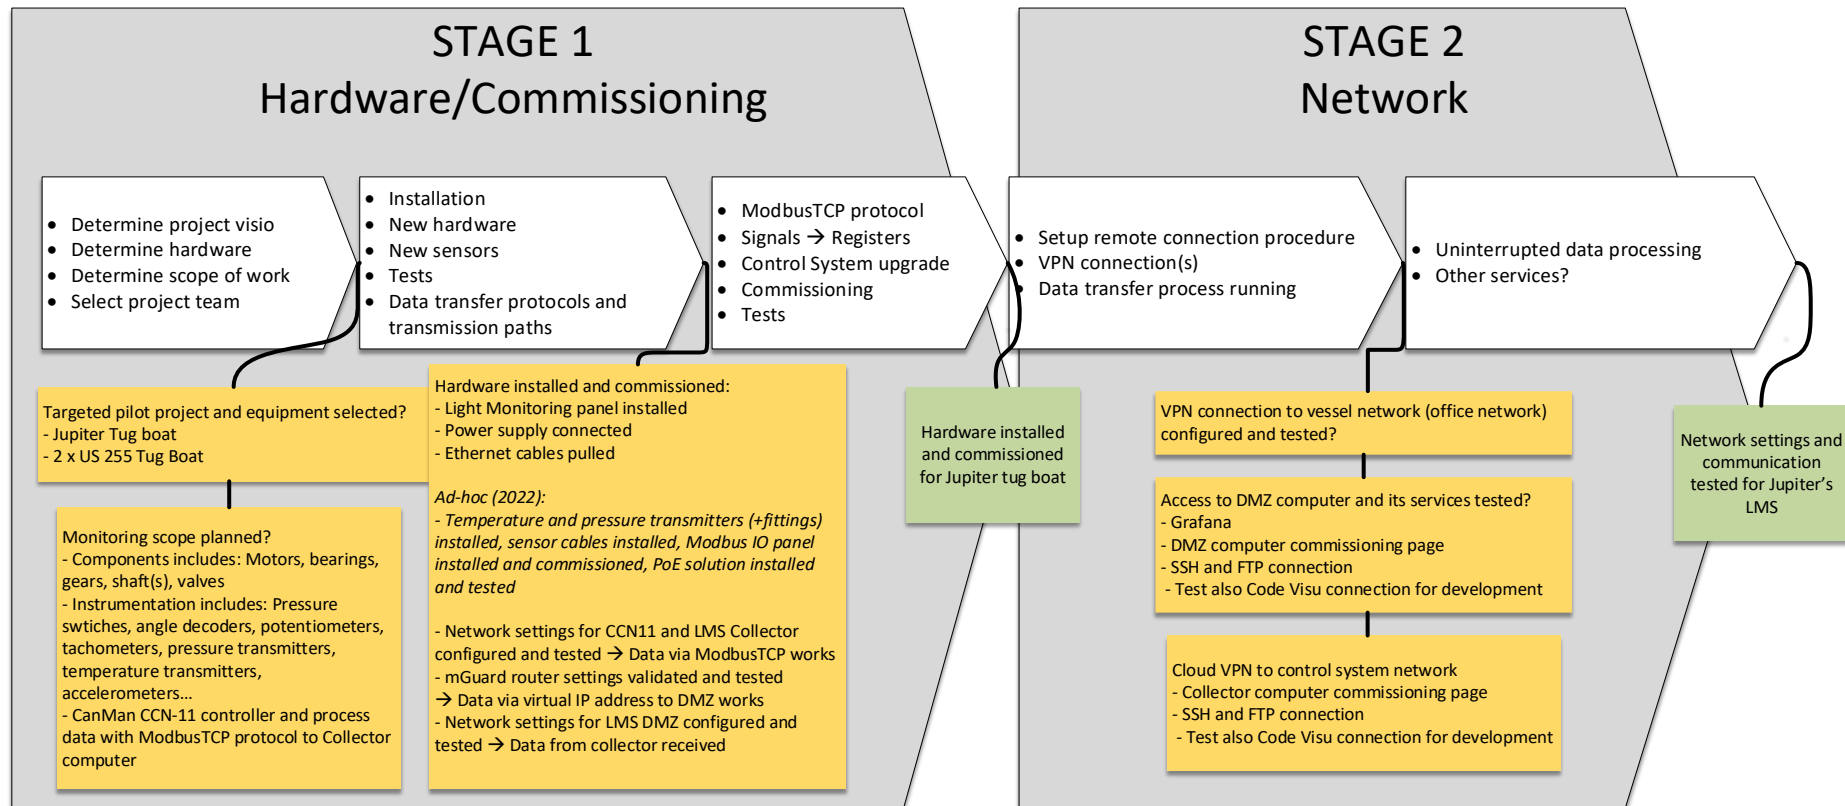 STAGE 1
Hardware/Commissioning
STAGE 2
Network
• Determine project visio
• Determine hardware
• Determine scope of work
• Select project team
• Installation
• New hardware
• New sensors
• Tests
• Data transfer protocols and
transmission paths
• ModbusTCP protocol
• Signals → Registers
• Control System upgrade
• Commissioning
• Tests
• Setup remote connection procedure
• VPN connection(s)
• Data transfer process running
• Uninterrupted data processing
• Other services?
Targeted pilot project and equipment selected?
- Jupiter Tug boat
- 2 x US 255 Tug Boat
Monitoring scope planned?
- Components includes: Motors, bearings,
gears, shaft(s), valves
- Instrumentation includes: Pressure
swtiches, angle decoders, potentiometers,
tachometers, pressure transmitters,
temperature transmitters,
accelerometers...
- CanMan CCN-11 controller and process
data with ModbusTCP protocol to Collector
computer
Hardware installed and commissioned:
- Light Monitoring panel installed
- Power supply connected
- Ethernet cables pulled
Ad-hoc (2022):
- Temperature and pressure transmitters (+fittings)
installed, sensor cables installed, Modbus IO panel
installed and commissioned, PoE solution installed
and tested
- Network settings for CCN11 and LMS Collector
configured and tested → Data via ModbusTCP works
- mGuard router settings validated and tested
→ Data via virtual IP address to DMZ works
- Network settings for LMS DMZ configured and
tested → Data from collector received
Hardware installed
and commissioned
for Jupiter tug boat
VPN connection to vessel network (office network)
configured and tested?
Access to DMZ computer and its services tested?
- Grafana
- DMZ computer commissioning page
- SSH and FTP connection
- Test also Code Visu connection for development
Cloud VPN to control system network
- Collector computer commissioning page
- SSH and FTP connection
- Test also Code Visu connection for development
Network settings and
communication
tested for Jupiter's
LMS